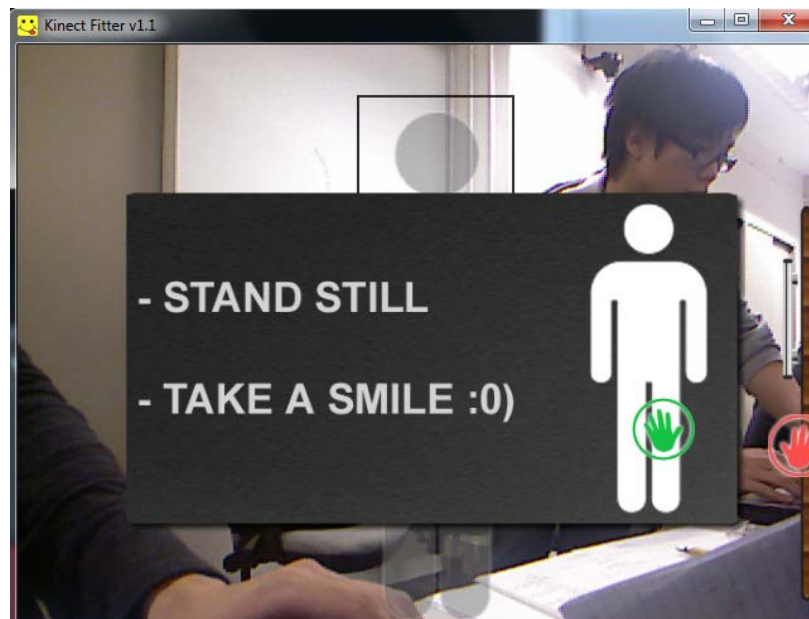 Kinect Fitter v1.1
- STAND STILL
- TAKE A SMILE :0)